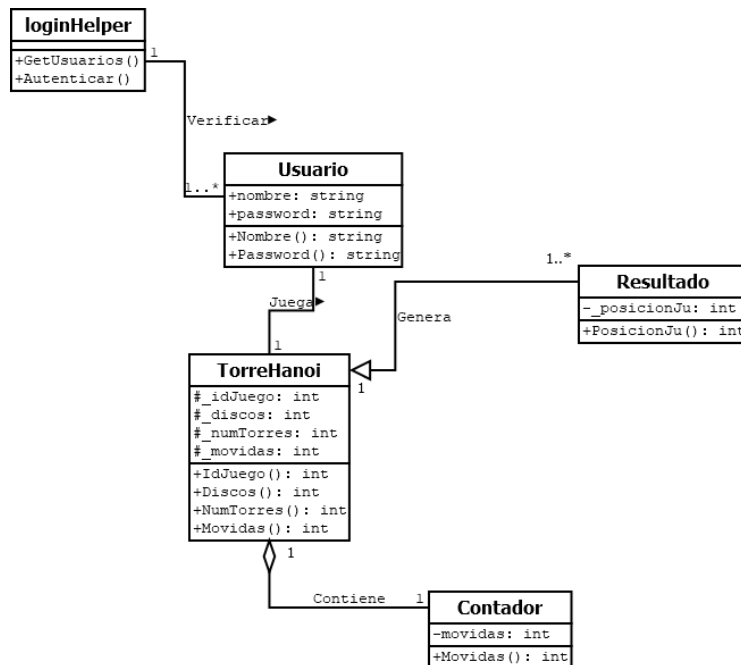 loginHelper
+GetUsuarios()
+Autenticar()
1
Verificar
1..*
Usuario
+nombre: string
+password: string
+Nombre(): string
+Password(): string
1
Juega
1
1..*
Resultado
-_posicionJu: int
+PosicionJu(): int
Genera
1
TorreHanoi
#_idJuego: int
#_discos: int
#_numTorres: int
#_movidas: int
+IdJuego(): int
+Discos(): int
+NumTorres(): int
+Movidas(): int
1
Contiene
1
Contador
-movidas: int
+Movidas(): int